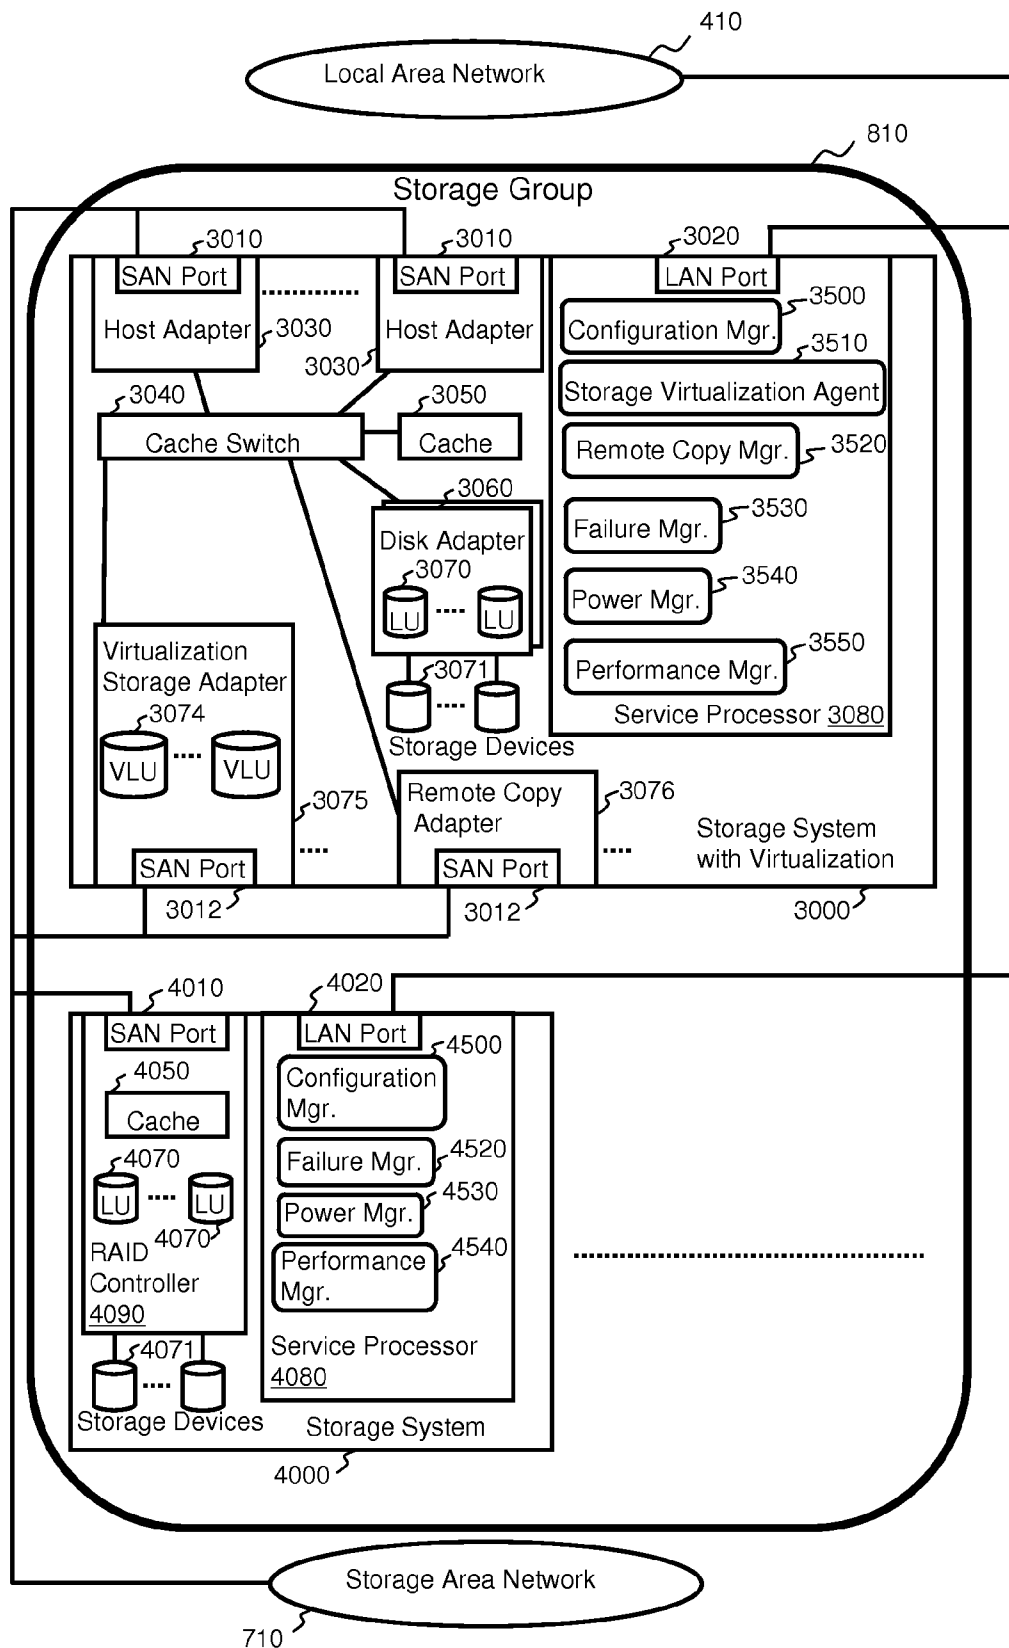 410
Local Area Network
810
Storage Group
3010
3010
3020
SAN Port
SAN Port
LAN Port
Host Adapter
3030
Host Adapter
3030
3500
Configuration Mgr.
3510
Storage Virtualization Agent
3040
3050
Cache Switch
Cache
Remote Copy Mgr.
3520
3060
Disk Adapter
3530
Failure Mgr.
3070
LU
LU
3540
Power Mgr.
3071
Storage Devices
3550
Performance Mgr.
Service Processor 3080
Virtualization
Storage Adapter
3074
VLU
VLU
3075
Remote Copy
Adapter
3076
Storage System
with Virtualization
SAN Port
SAN Port
3012
3012
3000
4010
4020
SAN Port
LAN Port
4500
Configuration
Mgr.
4050
Cache
4520
Failure Mgr.
4070
LU
LU
4070
4530
Power Mgr.
4540
Performance
Mgr.
RAID
Controller
4090
Service Processor
4080
4071
Storage Devices
Storage System
4000
Storage Area Network
710